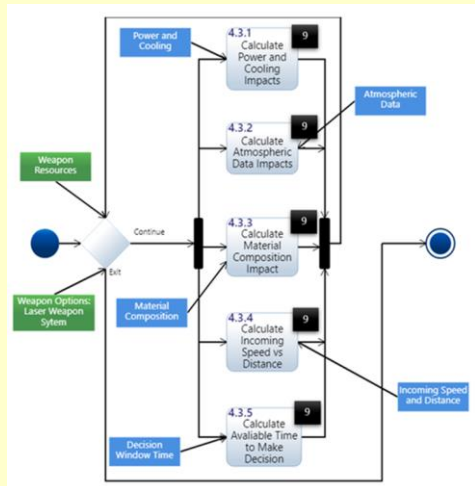 Power and
Cooling
4.3.1
9
Calculate
Power and
Cooling
Impacts
Atmospheric
Data
4.3.2
9
Calculate
Atmospheric
Data Impacts
Weapon
Resources
Continue
Exit
4.3.3
9
Calculate
Material
Composition
Impact
Weapon Options:
Laser Weapon
Sytem
Material
Composition
4.3.4
9
Calculate
Incoming
Speed vs
Distance
Incoming Speed
and Distance
4.3.5
9
Calculate
Avaliable Time
to Make
Decision
Decision
Window Time